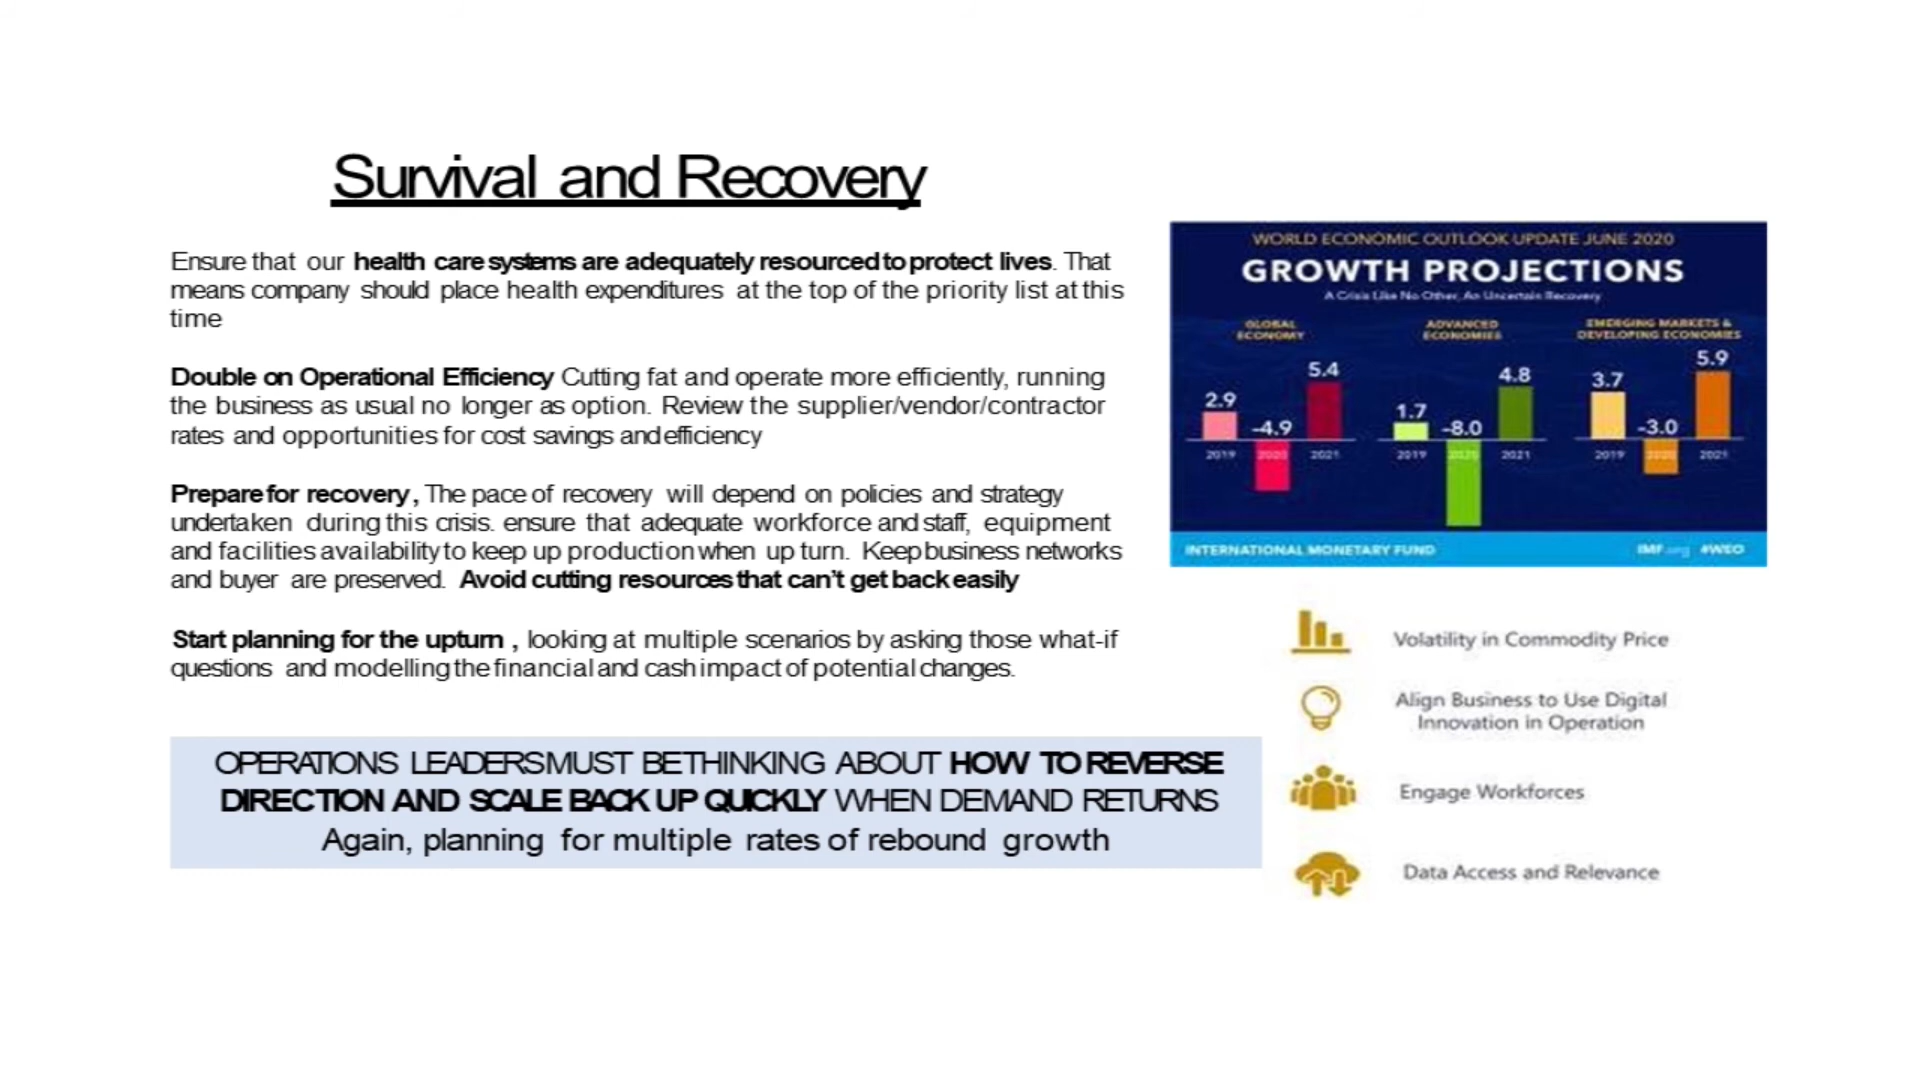 Survival and Recovery
Ensure that our health care systems are adequately resourced to protect lives. That
means company should place health expenditures at the top of the priority list at this
time
Double on Operational Efficiency Cutting fat and operate more efficiently, running
the business as usual no longer as option. Review the supplier/vendor/contractor
rates and opportunities for cost savings and efficiency
Prepare for recovery, The pace of recovery will depend on policies and strategy
undertaken during this crisis. ensure that adequate workforce and staff, equipment
and facilities availability to keep up production when up turn. Keep business networks
and buyer are preserved. Avoid cutting resources that can't get back easily
Start planning for the upturn , looking at multiple scenarios by asking those what-if
questions and modelling the financial and cash impact of potential changes.
OPERATIONS LEADERS MUST BE THINKING ABOUT HOW TO REVERSE
DIRECTION AND SCALE BACK UP QUICKLY WHEN DEMAND RETURNS
Again, planning for multiple rates of rebound growth
WORLD ECONOMIC OUTLOOK UPDATE JUNE 2020
GROWTH PROJECTIONS
A Crisis Like No Other, An Uncertain Recovery
GLOBAL
ECONOMY
2.9
-4.9
5.4
2019 2020 2021
ADVANCED
ECONOMIES
1.7
-8.0
4.8
2019 2020 2021
EMERGING MARKETS &
DEVELOPING ECONOMIES
3.7
-3.0
5.9
2019 2020 2021
INTERNATIONAL MONETARY FUND
IMF.org #WEO
Volatility in Commodity Price
Align Business to Use Digital
Innovation in Operation
Engage Workforces
Data Access and Relevance